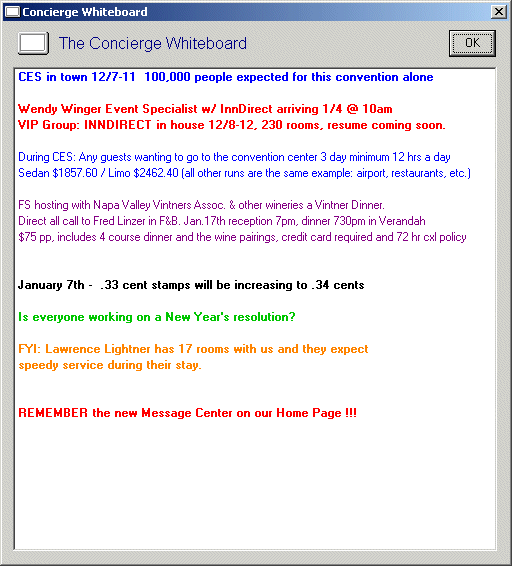 Concierge Whiteboard
The Concierge Whiteboard
OK
CES in town 12/7-11 100,000 people expected for this convention alone
Wendy Winger Event Specialist w/ InnDirect arriving 1/4 @ 10am
VIP Group: INNDIRECT in house 12/8-12, 230 rooms, resume coming soon.
During CES: Any guests wanting to go to the convention center 3 day minimum 12 hrs a day
Sedan $1857.60 / Limo $2462.40 (all other runs are the same example: airport, restaurants, etc.)
FS hosting with Napa Valley Vintners Assoc. & other wineries a Vintner Dinner.
Direct all call to Fred Linzer in F&B. Jan.17th reception 7pm, dinner 730pm in Verandah
$75 pp, includes 4 course dinner and the wine pairings, credit card required and 72 hr cxl policy
January 7th - .33 cent stamps will be increasing to .34 cents
Is everyone working on a New Year's resolution?
FYI: Lawrence Lightner has 17 rooms with us and they expect
speedy service during their stay.
REMEMBER the new Message Center on our Home Page !!!